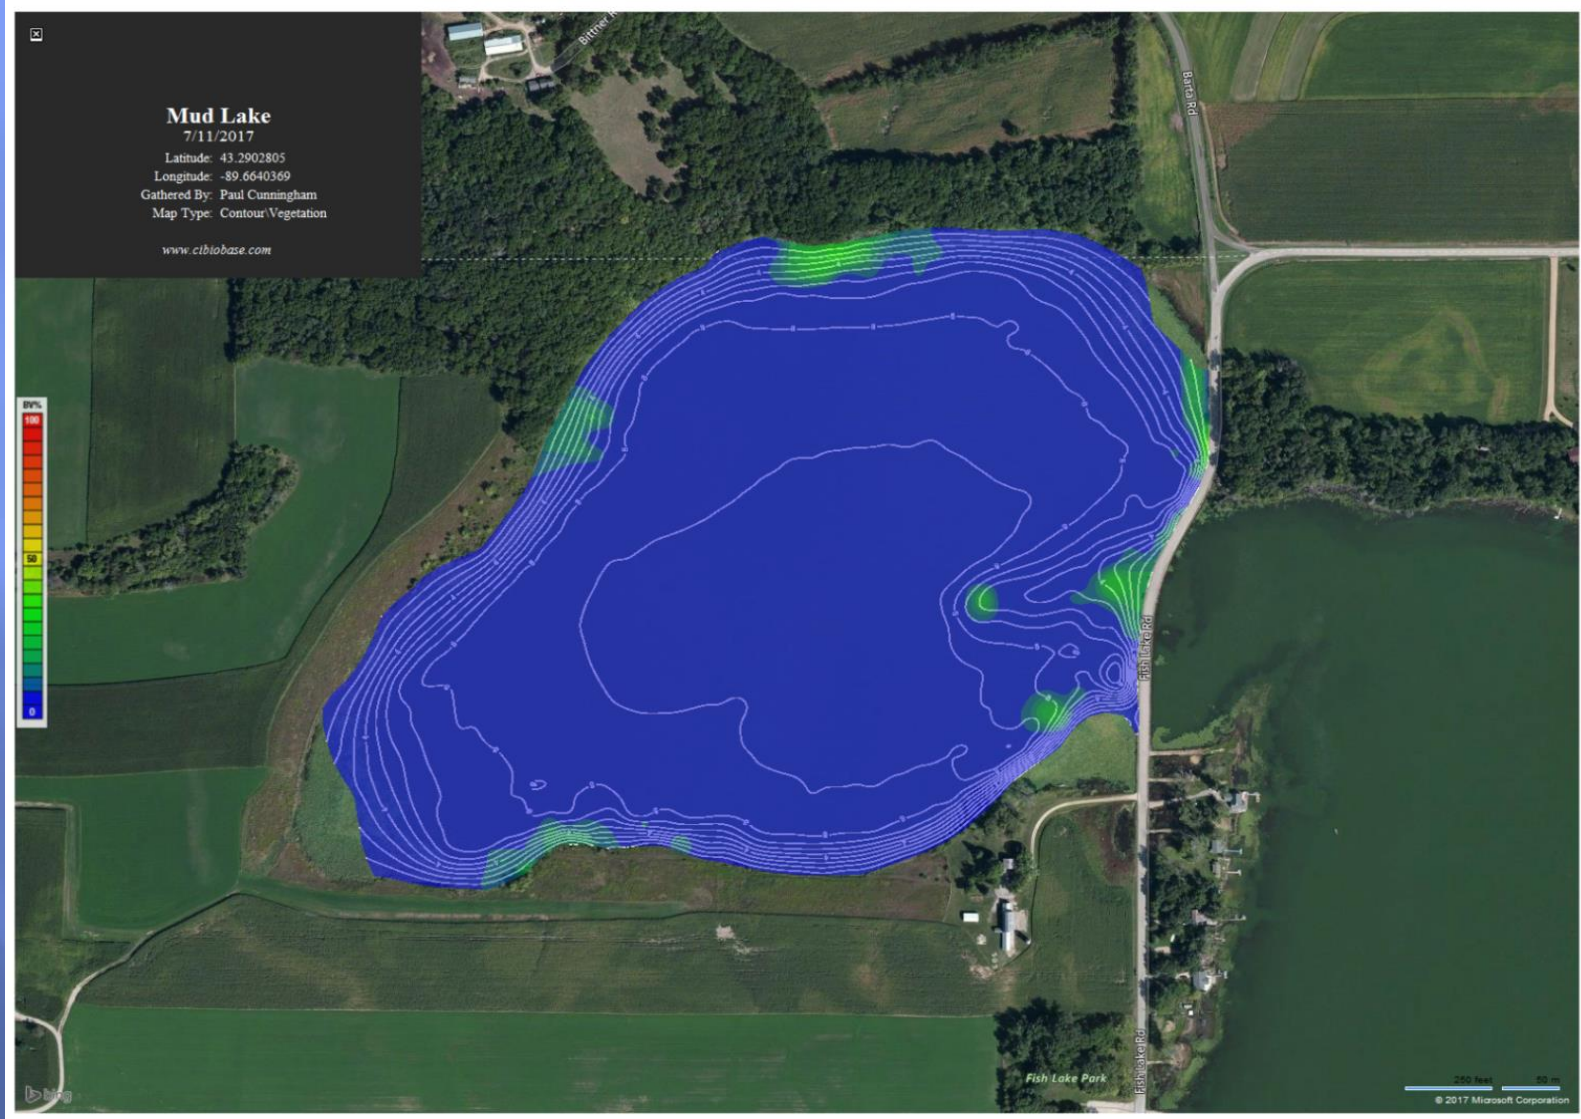 Bittner R
Barta Rd
Mud Lake
7/11/2017
Latitude: 43.2902805
Longitude: -89.6640369
Gathered By: Paul Cunningham
Map Type: Contour\Vegetation
www.cibiobase.com
BV%
100
50
0
Fish Lake Rd
Fish Lake Rd
Fish Lake Park
bing
250 feet 50 m
© 2017 Microsoft Corporation